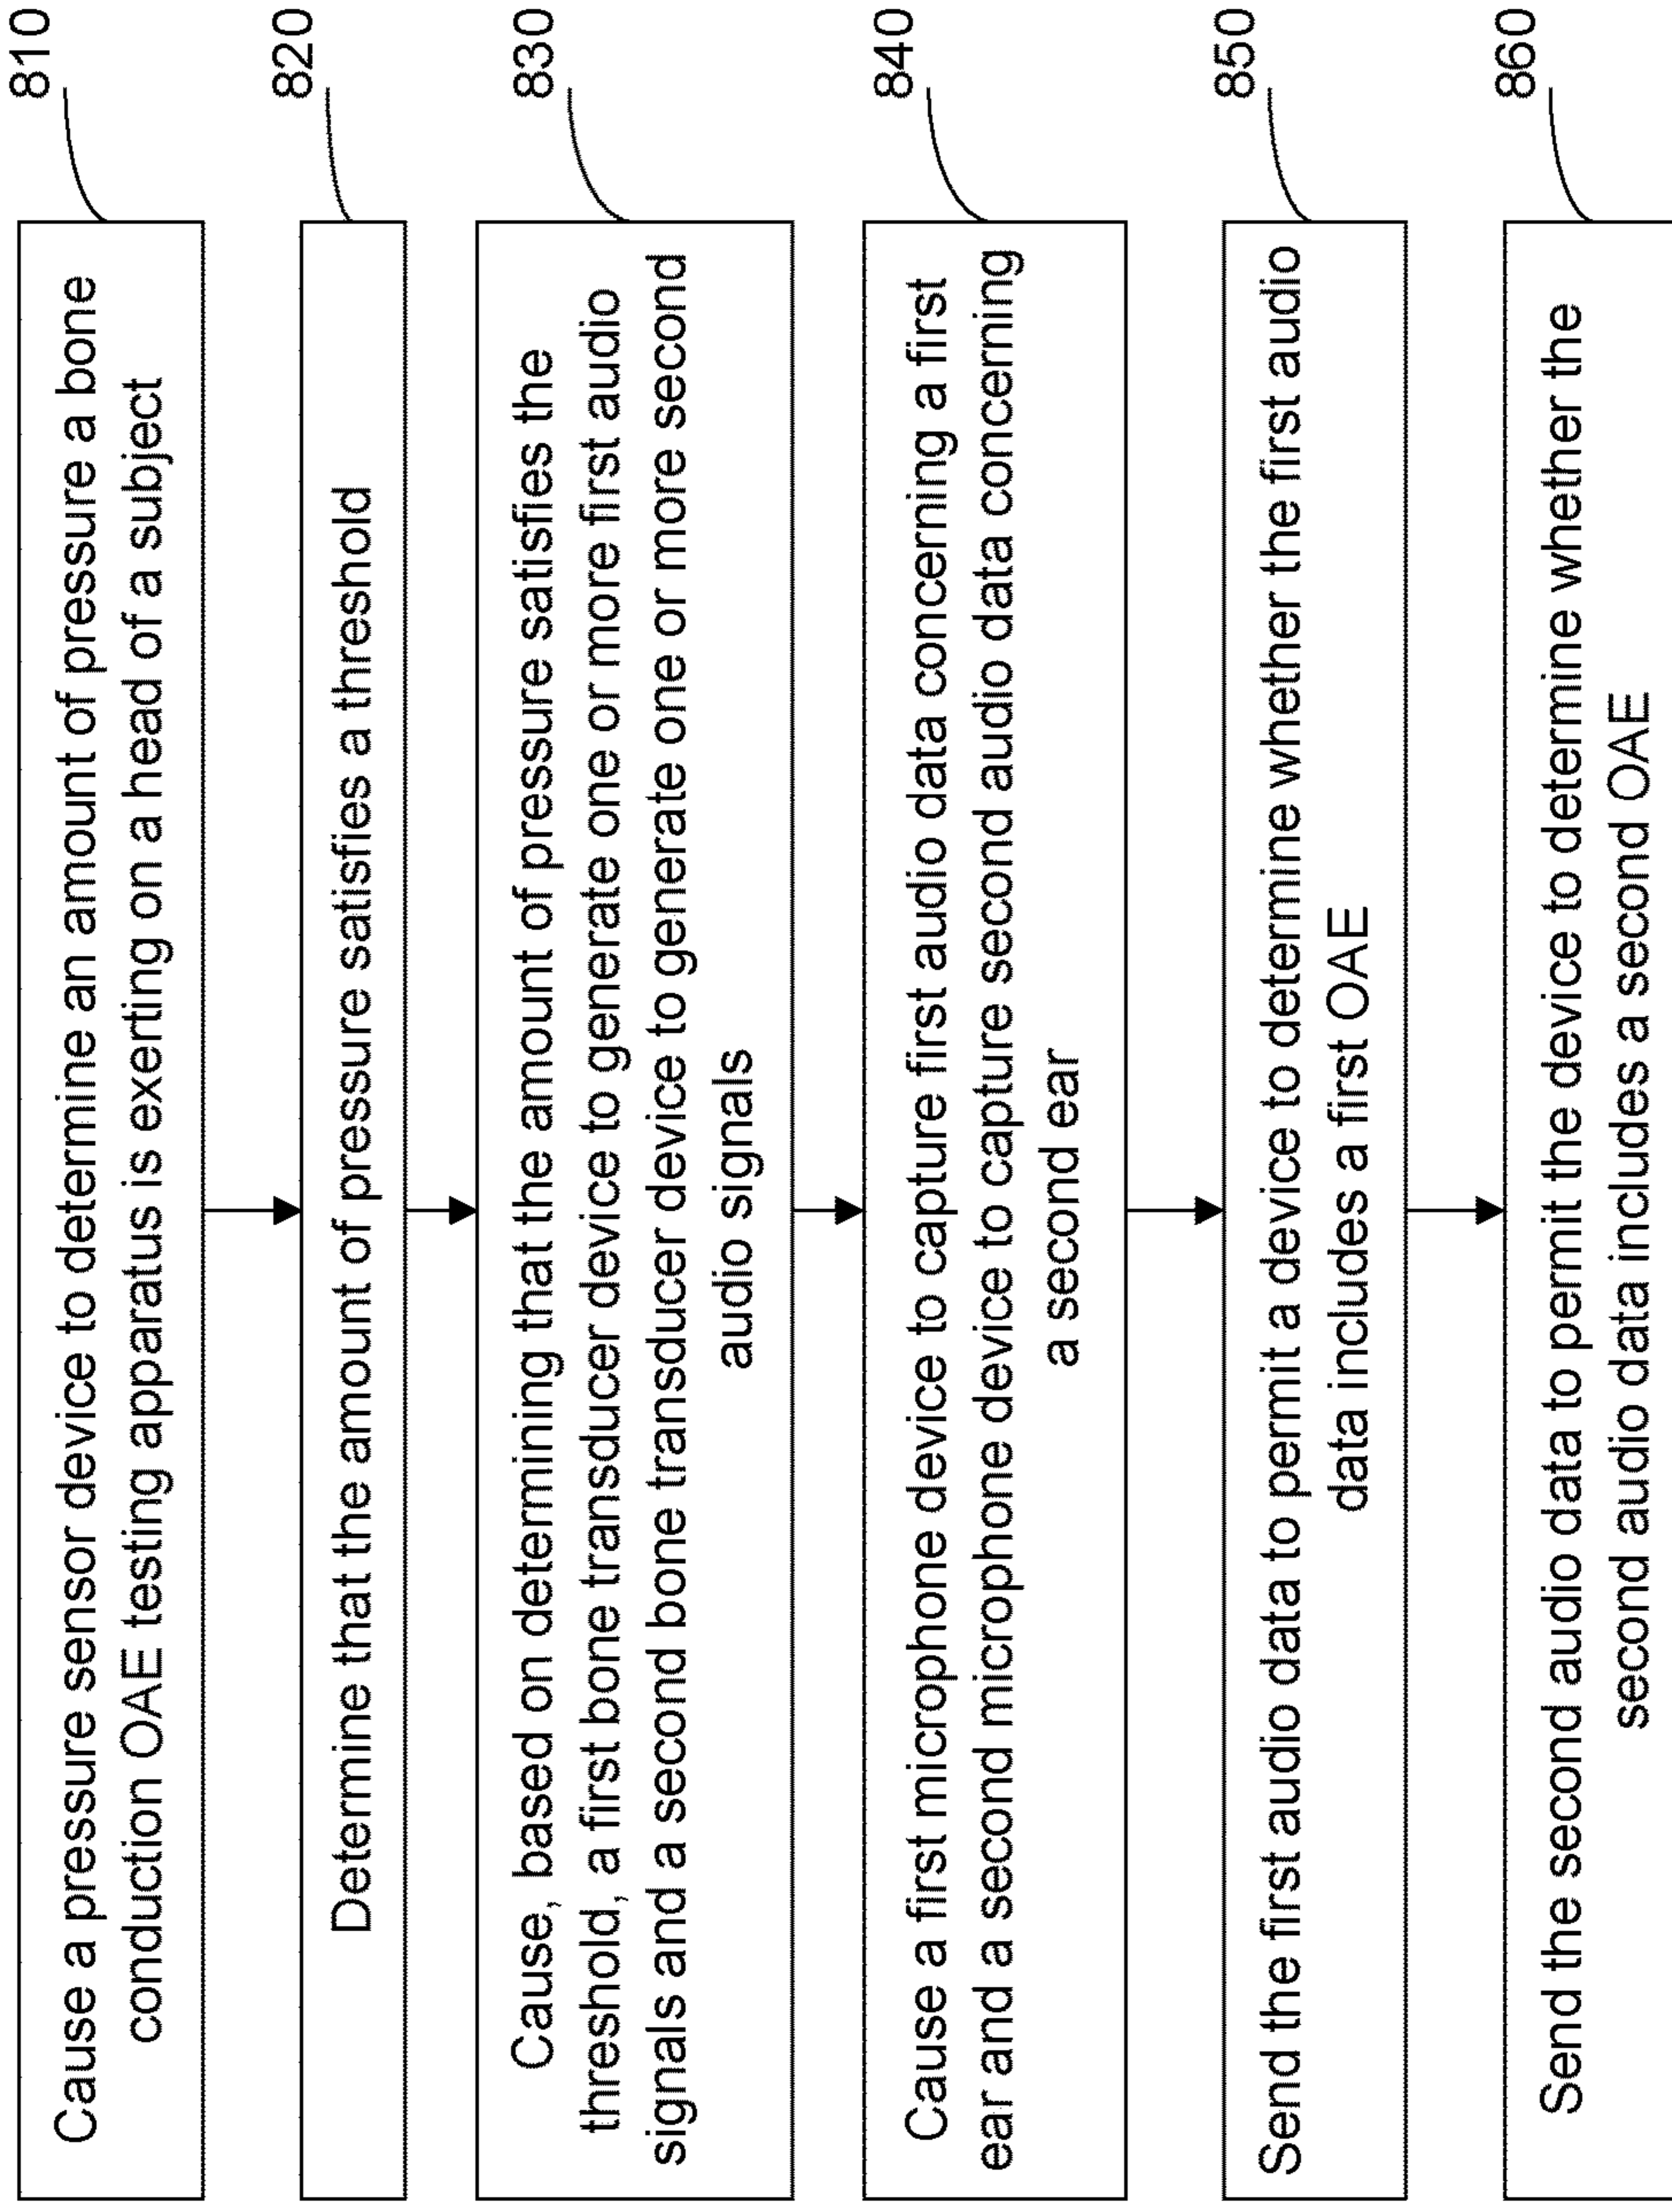 810
Cause a pressure sensor device to determine an amount of pressure a bone
conduction OAE testing apparatus is exerting on a head of a subject
820
Determine that the amount of pressure satisfies a threshold
830
Cause, based on determining that the amount of pressure satisfies the
threshold, a first bone transducer device to generate one or more first audio
signals and a second bone transducer device to generate one or more second
audio signals
840
Cause a first microphone device to capture first audio data concerning a first
ear and a second microphone device to capture second audio data concerning
a second ear
850
Send the first audio data to permit a device to determine whether the first audio
data includes a first OAE
860
Send the second audio data to permit the device to determine whether the
second audio data includes a second OAE